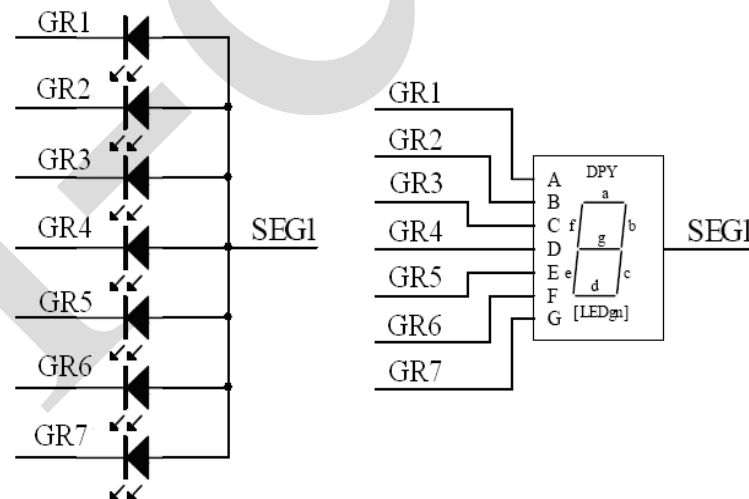 GR1
GR2
GR3
GR4
GR5
GR6
GR7
SEG1
GR1
GR2
GR3
GR4
GR5
GR6
GR7
A
B
C
D
E
F
G
DPY
a
f
b
g
e
c
d
[LEDgn]
SEG1